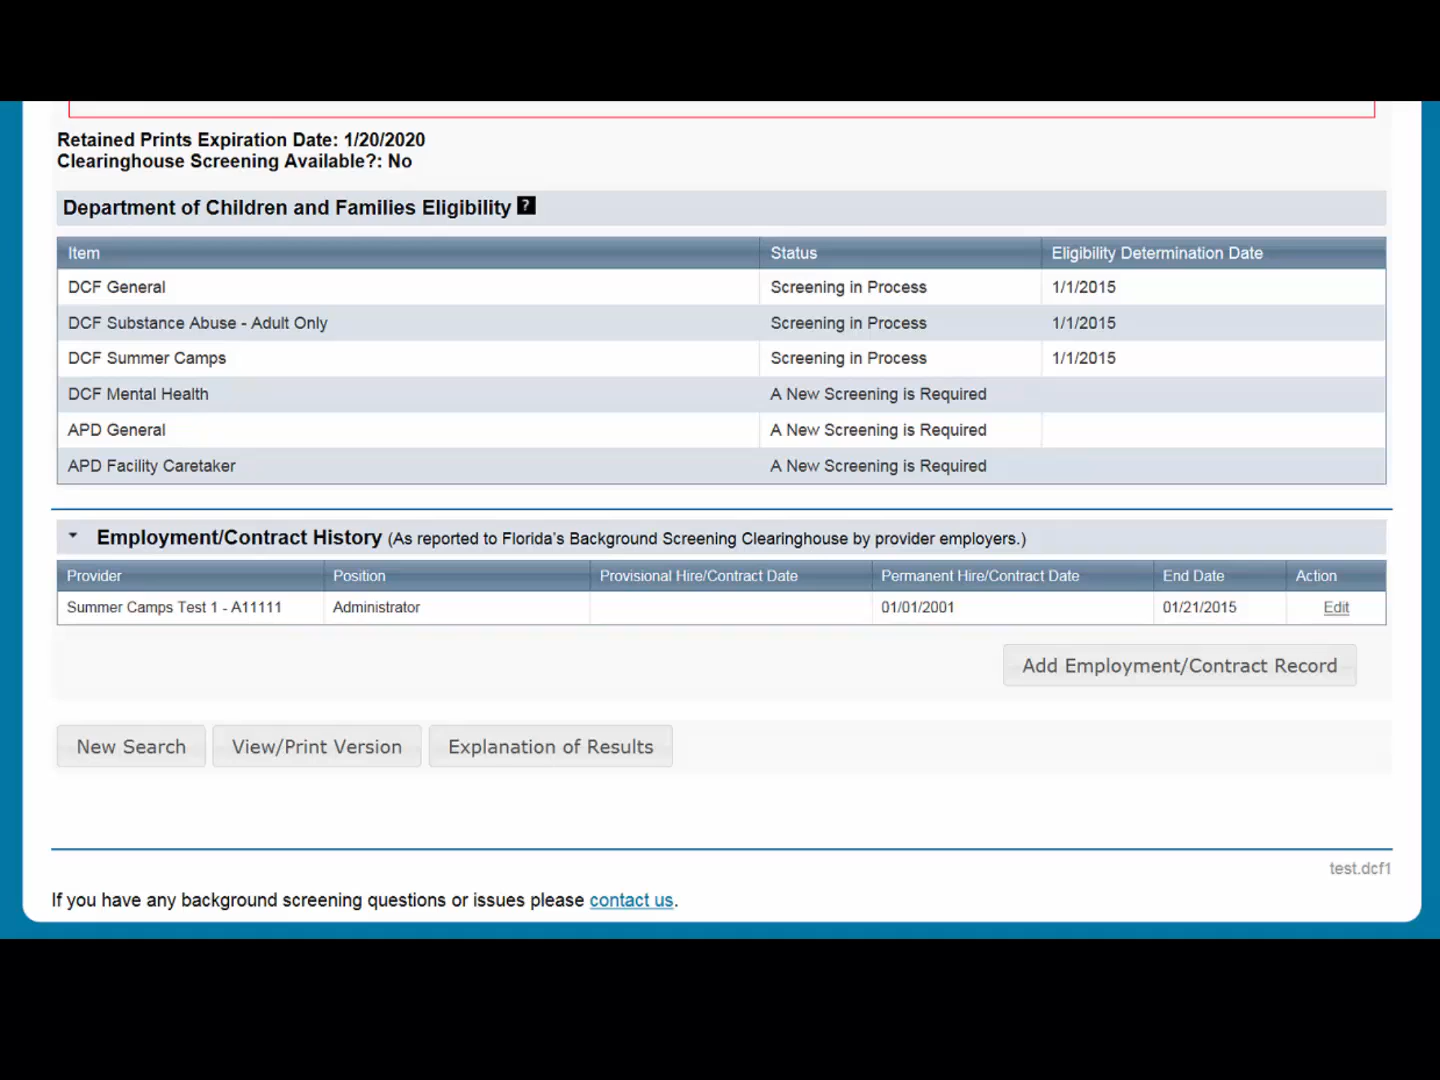 Retained Prints Expiration Date: 1/20/2020
Clearinghouse Screening Available?: No
Department of Children and Families Eligibility ?
Item Status Eligibility Determination Date
DCF General Screening in Process 1/1/2015
DCF Substance Abuse - Adult Only Screening in Process 1/1/2015
DCF Summer Camps Screening in Process 1/1/2015
DCF Mental Health A New Screening is Required
APD General A New Screening is Required
APD Facility Caretaker A New Screening is Required
Employment/Contract History (As reported to Florida's Background Screening Clearinghouse by provider employers.)
Provider Position Provisional Hire/Contract Date Permanent Hire/Contract Date End Date Action
Summer Camps Test 1 - A11111 Administrator 01/01/2001 01/21/2015 Edit
Add Employment/Contract Record
New Search View/Print Version Explanation of Results
test.dcf1
If you have any background screening questions or issues please contact us.